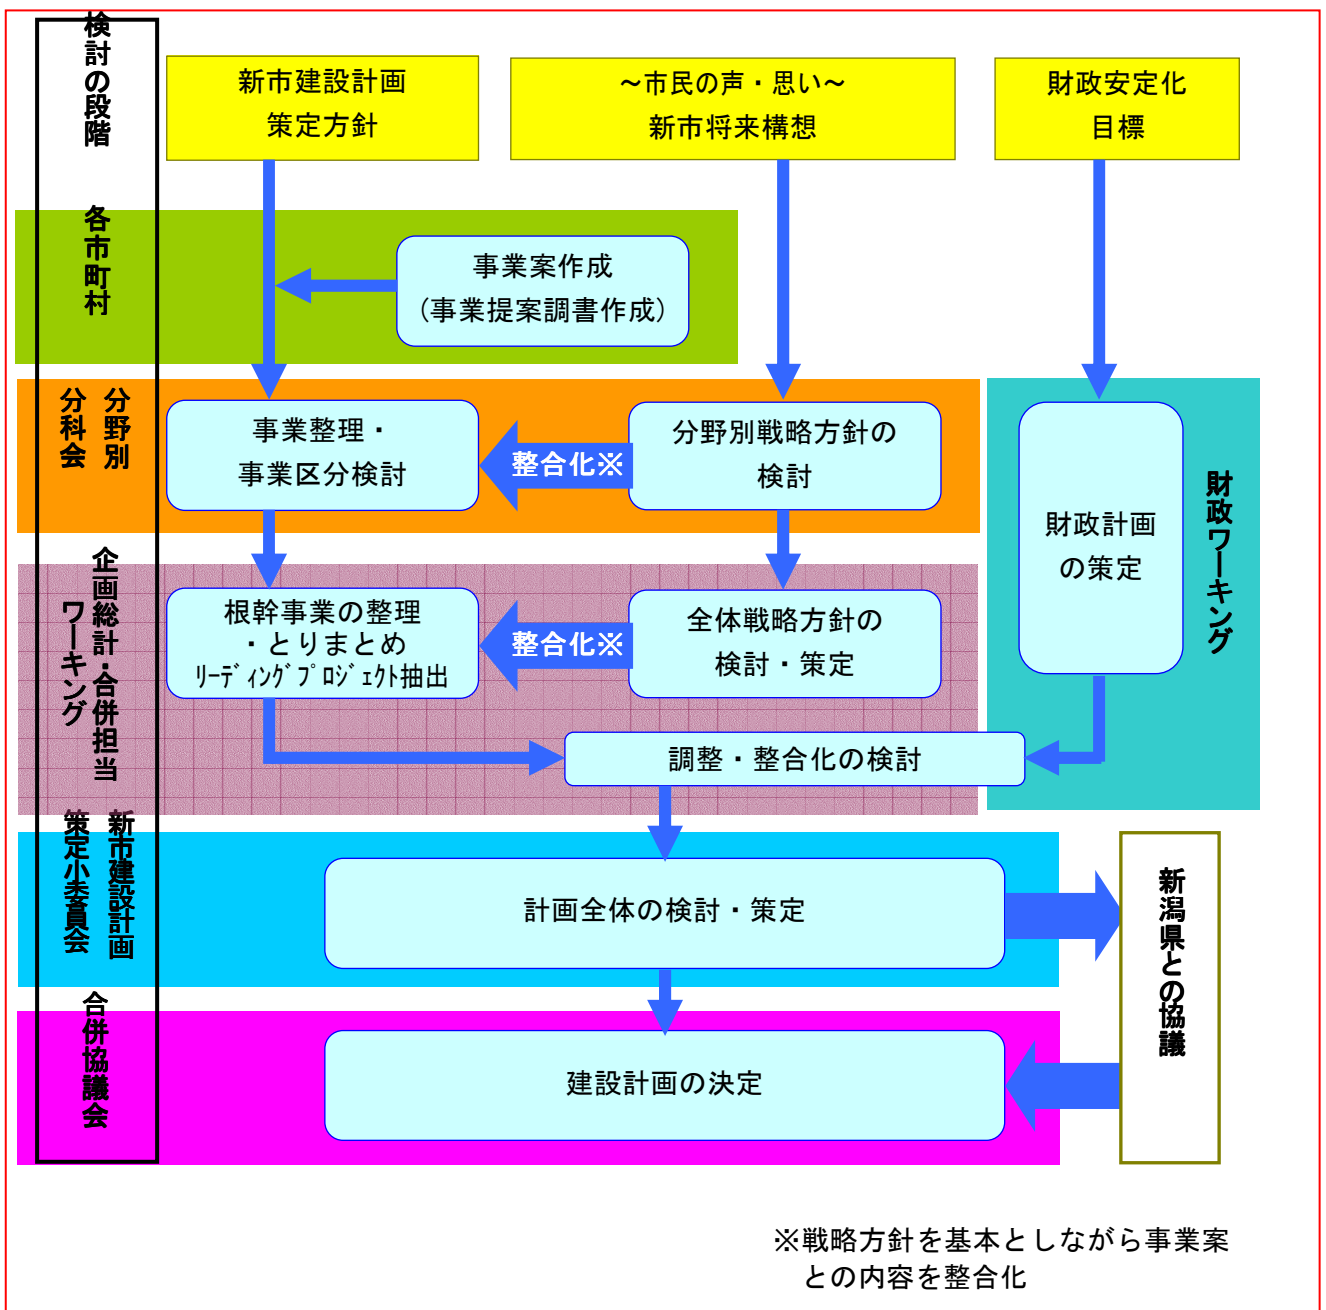 検討の段階
新市建設計画
策定方針
～市民の声・思い～
新市将来構想
財政安定化
目標
各市町村
事業案作成
(事業提案調書作成)
分野別
分科会
事業整理・
事業区分検討
整合化※
分野別戦略方針の
検討
財政計画
の策定
財政ワーキング
企画総計・合併担当
ワーキング
根幹事業の整理
・とりまとめ
ﾘｰﾃﾞｨﾝｸﾞﾌﾟﾛｼﾞｪｸﾄ抽出
整合化※
全体戦略方針の
検討・策定
調整・整合化の検討
新市建設計画
策定小委員会
計画全体の検討・策定
新潟県との協議
合併協議会
建設計画の決定
※戦略方針を基本としながら事業案
との内容を整合化